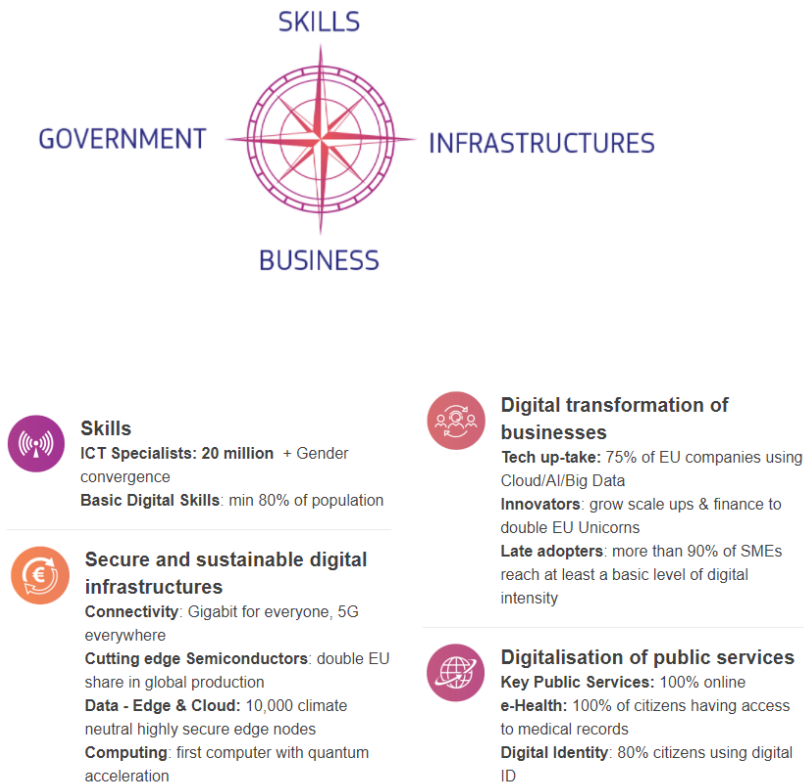 SKILLS
GOVERNMENT
INFRASTRUCTURES
BUSINESS
Skills
ICT Specialists: 20 million + Gender
convergence
Basic Digital Skills: min 80% of population
Secure and sustainable digital
infrastructures
Connectivity: Gigabit for everyone, 5G
everywhere
Cutting edge Semiconductors: double EU
share in global production
Data - Edge & Cloud: 10,000 climate
neutral highly secure edge nodes
Computing: first computer with quantum
acceleration
Digital transformation of
businesses
Tech up-take: 75% of EU companies using
Cloud/AI/Big Data
Innovators: grow scale ups & finance to
double EU Unicorns
Late adopters: more than 90% of SMEs
reach at least a basic level of digital
intensity
Digitalisation of public services
Key Public Services: 100% online
e-Health: 100% of citizens having access
to medical records
Digital Identity: 80% citizens using digital
ID